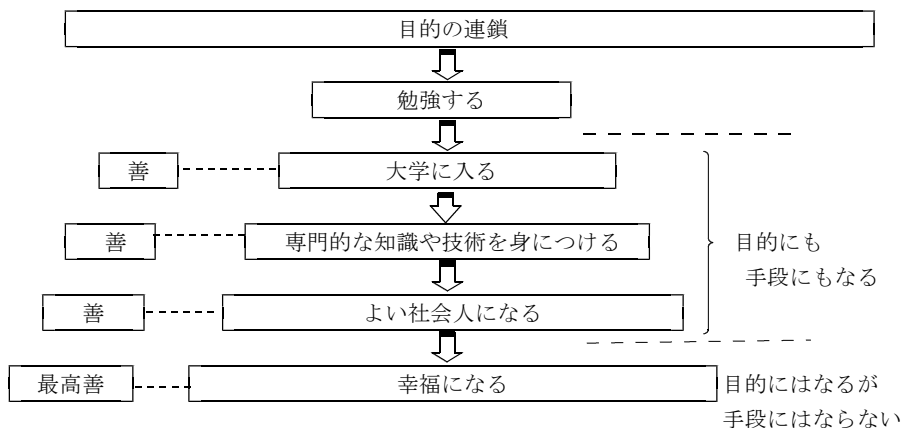 目的の連鎖
勉強する
善
大学に入る
善
専門的な知識や技術を身につける
目的にも
手段にもなる
善
よい社会人になる
最高善
幸福になる
目的にはなるが
手段にはならない